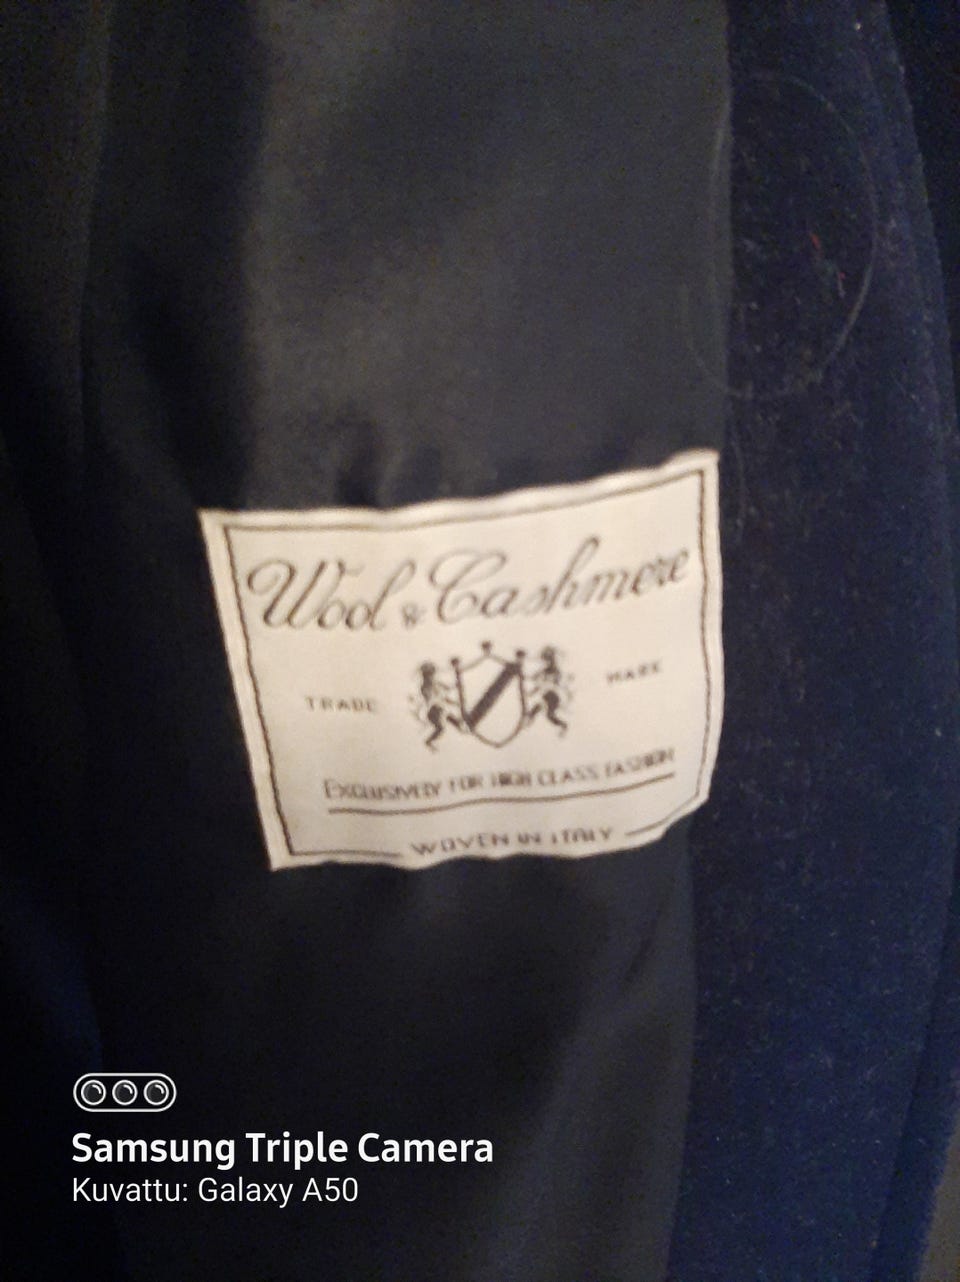 Wool & Cashmere
TRADE MARK
EXCLUSIVELY FOR HIGH CLASS FASHION
WOVEN IN ITALY
Samsung Triple Camera
Kuvattu: Galaxy A50